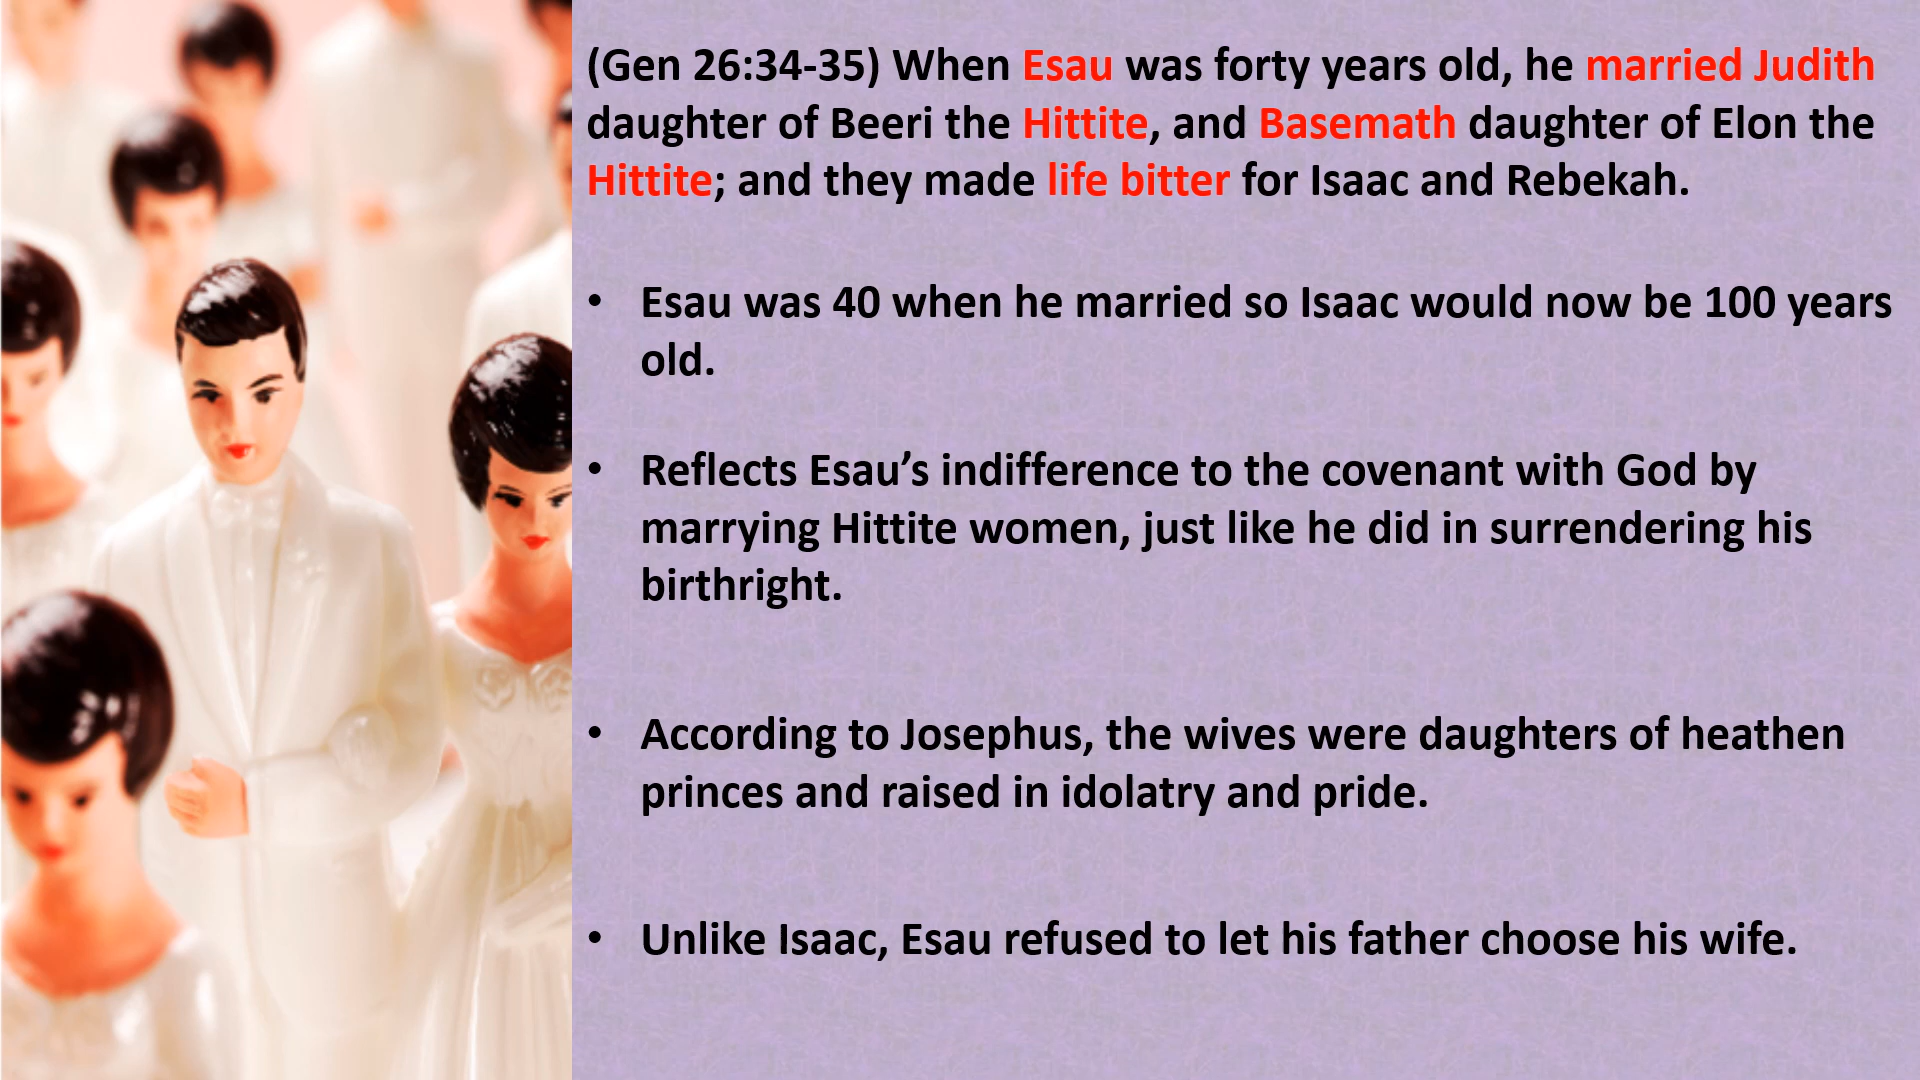 (Gen 26:34-35) When Esau was forty years old, he married Judith
daughter of Beeri the Hittite, and Basemath daughter of Elon the
Hittite; and they made life bitter for Isaac and Rebekah.
• Esau was 40 when he married so Isaac would now be 100 years
old.
• Reflects Esau’s indifference to the covenant with God by
marrying Hittite women, just like he did in surrendering his
birthright.
• According to Josephus, the wives were daughters of heathen
princes and raised in idolatry and pride.
• Unlike Isaac, Esau refused to let his father choose his wife.